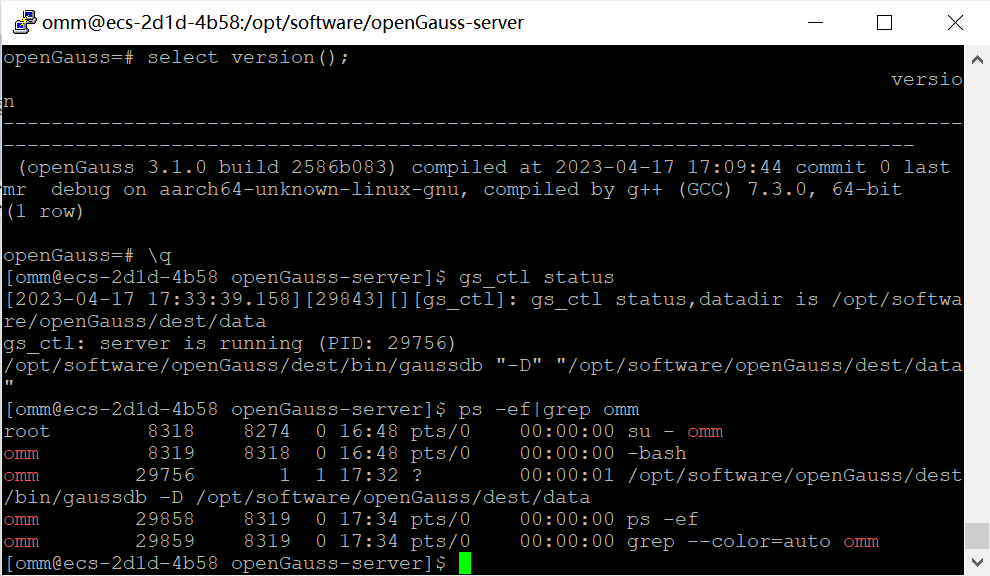 omm@ecs-2d1d-4b58:/opt/software/openGauss-server
openGauss=# select version();
versio
n
--------------------------------------------------------------------------------
----------------------------------------------------------------------------
(openGauss 3.1.0 build 2586b083) compiled at 2023-04-17 17:09:44 commit 0 last
mr  debug on aarch64-unknown-linux-gnu, compiled by g++ (GCC) 7.3.0, 64-bit
(1 row)
openGauss=# \q
[omm@ecs-2d1d-4b58 openGauss-server]$ gs_ctl status
[2023-04-17 17:33:39.158][29843][][gs_ctl]: gs_ctl status,datadir is /opt/softwa
re/openGauss/dest/data
gs_ctl: server is running (PID: 29756)
/opt/software/openGauss/dest/bin/gaussdb "-D" "/opt/software/openGauss/dest/data
"
[omm@ecs-2d1d-4b58 openGauss-server]$ ps -ef|grep omm
root        8318    8274  0 16:48 pts/0    00:00:00 su - omm
omm         8319    8318  0 16:48 pts/0    00:00:00 -bash
omm        29756       1  1 17:32 ?        00:00:01 /opt/software/openGauss/dest
/bin/gaussdb -D /opt/software/openGauss/dest/data
omm        29858    8319  0 17:34 pts/0    00:00:00 ps -ef
omm        29859    8319  0 17:34 pts/0    00:00:00 grep --color=auto omm
[omm@ecs-2d1d-4b58 openGauss-server]$